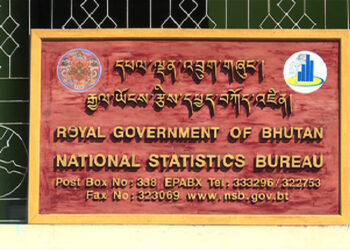 དཔལ་ལྡན་འབྲུག་གཞུང་།
རྒྱལ་ཡོངས་རྩིས་དཔྱད་བཀོད་འཛིན།
ROYAL GOVERNMENT OF BHUTAN
NATIONAL STATISTICS BUREAU
Post Box No: 338 EPABX Tel: 333296/322753
Fax No: 323069 www.nsb.gov.bt